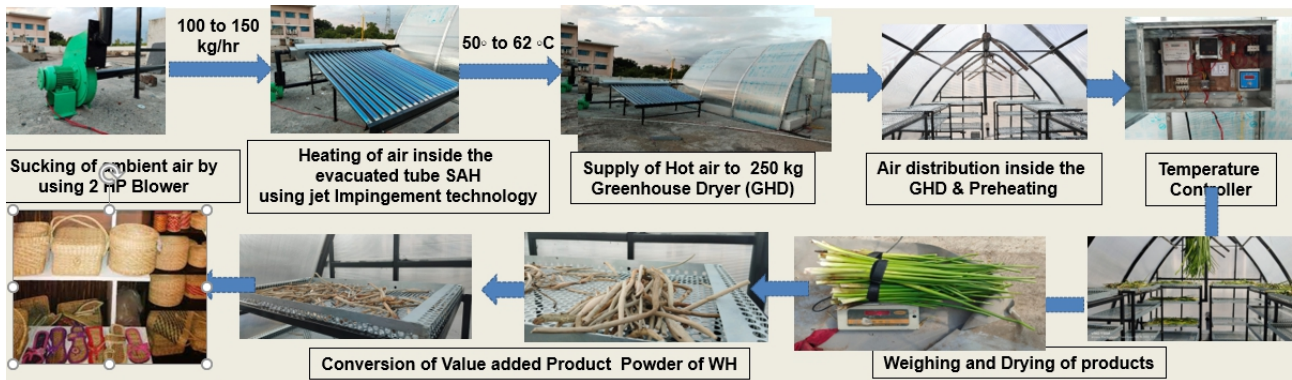 100 to 150
kg/hr
50◦ to 62 ◦C
Sucking of ambient air by
using 2 HP Blower
Heating of air inside the
evacuated tube SAH
using jet Impingement technology
Supply of Hot air to  250 kg
Greenhouse Dryer (GHD)
Air distribution inside the
GHD & Preheating
Temperature
Controller
Conversion of Value added Product  Powder of WH
Weighing and Drying of products